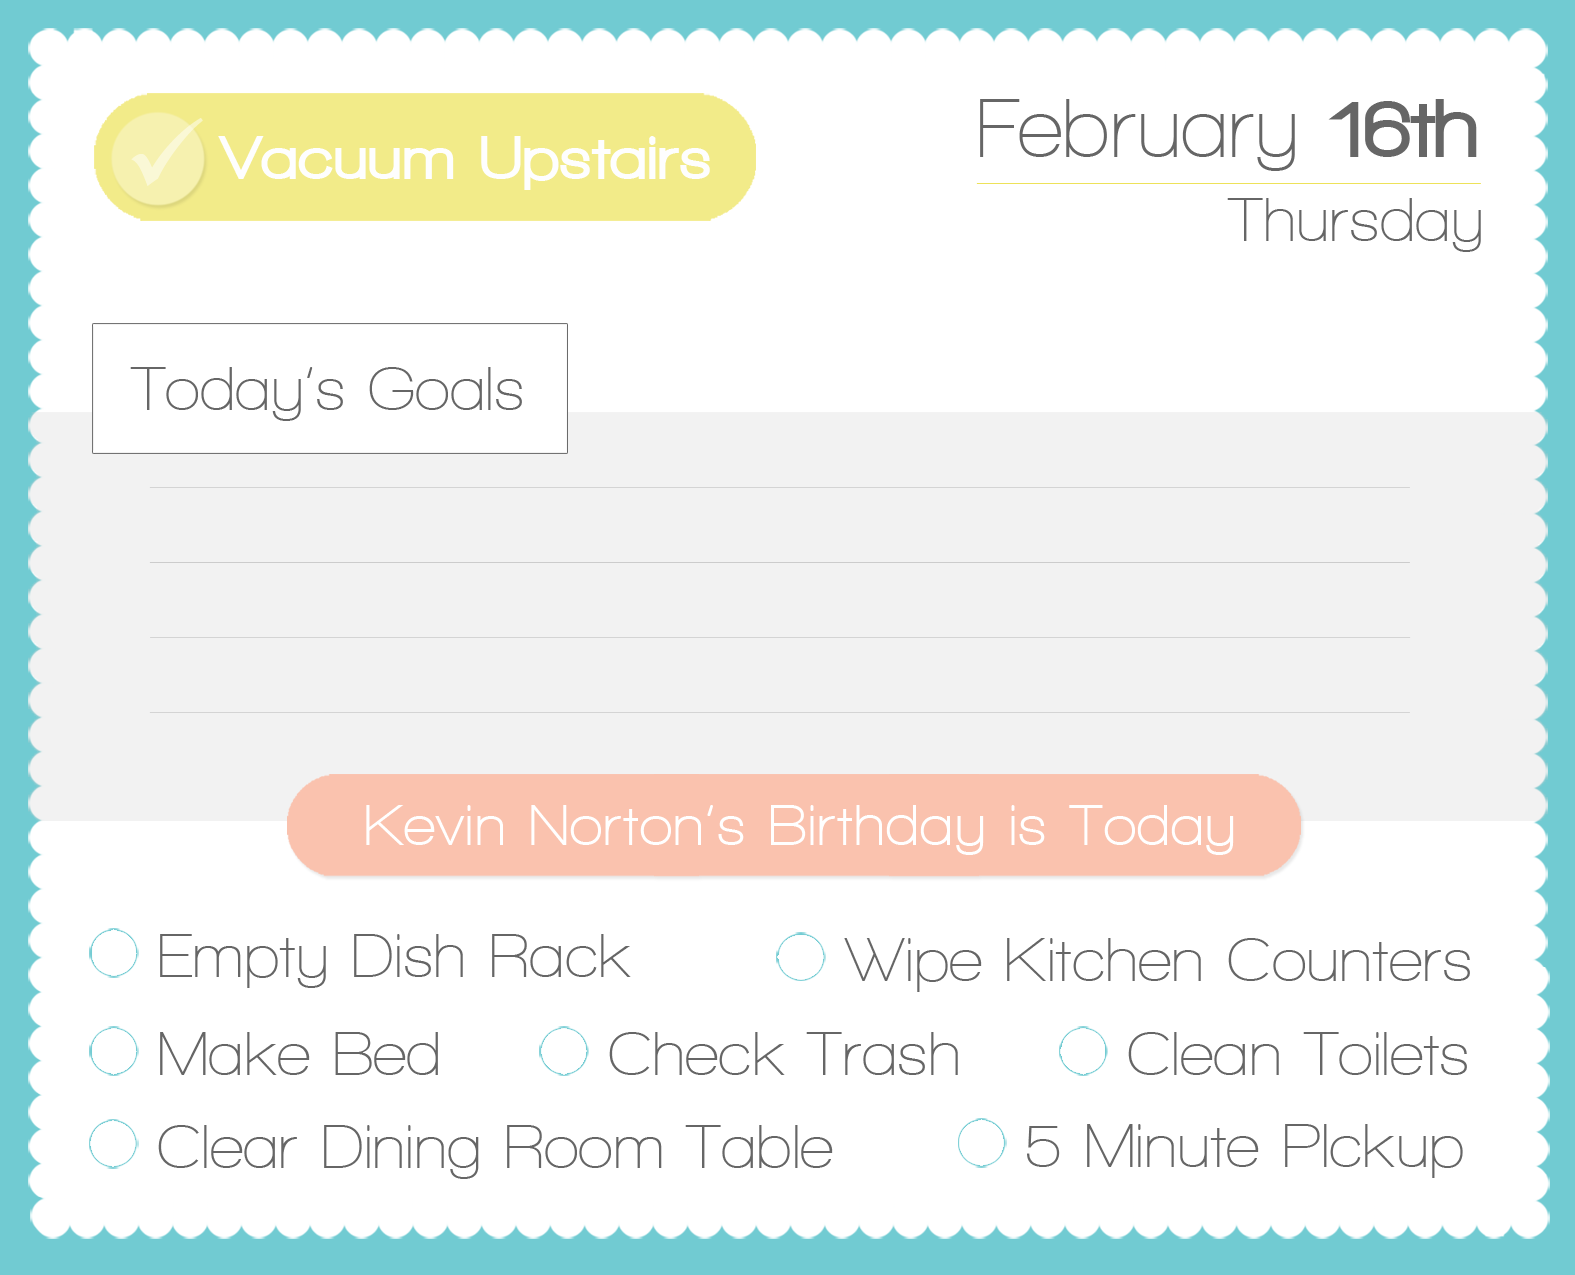 Vacuum Upstairs
February 16th
Thursday
Today's Goals
Kevin Norton's Birthday is Today
Empty Dish Rack
Wipe Kitchen Counters
Make Bed
Check Trash
Clean Toilets
Clear Dining Room Table
5 Minute PIckup